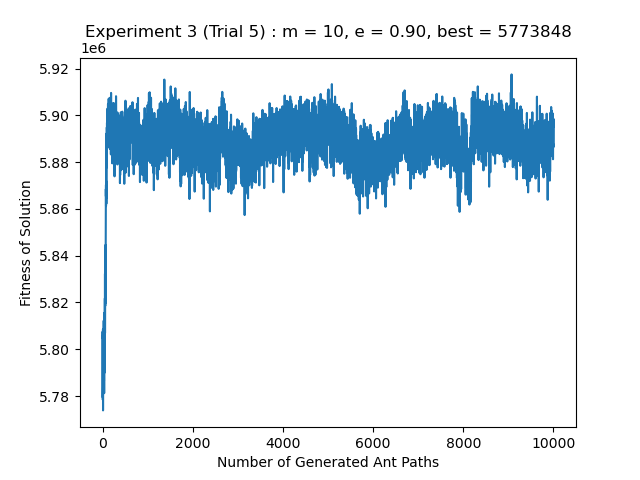 Experiment 3 (Trial 5) : m = 10, e = 0.90, best = 5773848
1e6
5.92
5.90
5.88
5.86
5.84
5.82
5.80
5.78
Fitness of Solution
0 2000 4000 6000 8000 10000
Number of Generated Ant Paths